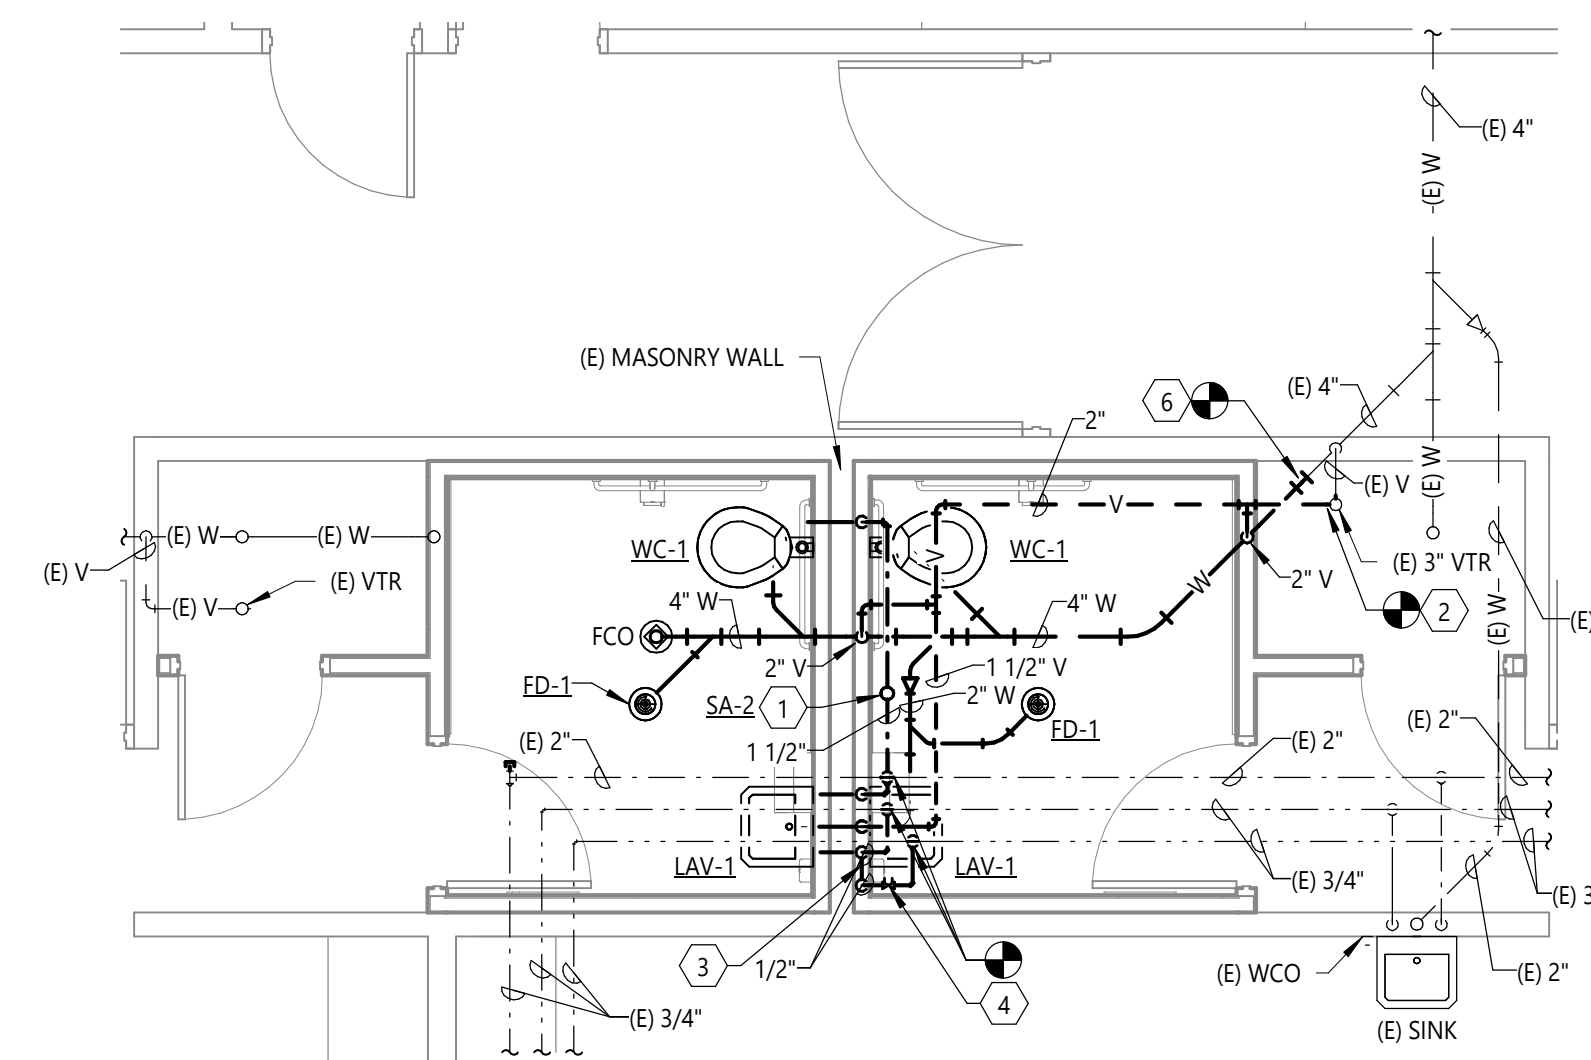 (E) 4"
(E) W
(E) MASONRY WALL
6
(E) 4"
2"
(E) V
(E) W
V
(E) W
(E) W
(E) V
(E) VTR
(E) V
WC-1
V
WC-1
(E) 3" VTR
2" V
W
2
4" W
4" W
(E) W
FCO
2" V
1 1/2" V
FD-1
SA-2
1
2" W
FD-1
1 1/2"
(E) 2"
(E) 2"
(E) 2"
LAV-1
LAV-1
(E) 3/4"
3
1/2"
4
(E) WCO
(E) 2"
(E) 3/4"
(E) SINK